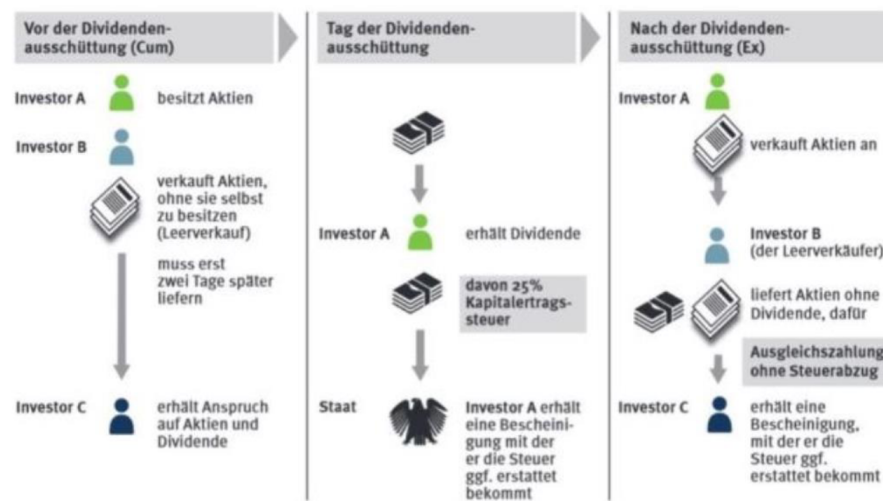 Vor der Dividenden-
ausschüttung (Cum)
Investor A
besitzt Aktien
Investor B
verkauft Aktien,
ohne sie selbst
zu besitzen
(Leerverkauf)
muss erst
zwei Tage später
liefern
Investor C
erhält Anspruch
auf Aktien und
Dividende
Tag der Dividenden-
ausschüttung
Investor A
erhält Dividende
davon 25%
Kapitalertrags-
steuer
Staat
Investor A erhält
eine Bescheini-
gung mit der
er die Steuer
ggf. erstattet
bekommt
Nach der Dividenden-
ausschüttung (Ex)
Investor A
verkauft Aktien an
Investor B
(der Leerverkäufer)
liefert Aktien ohne
Dividende, dafür
Ausgleichszahlung
ohne Steuerabzug
Investor C
erhält eine
Bescheinigung,
mit der er die
Steuer ggf.
erstattet bekommt